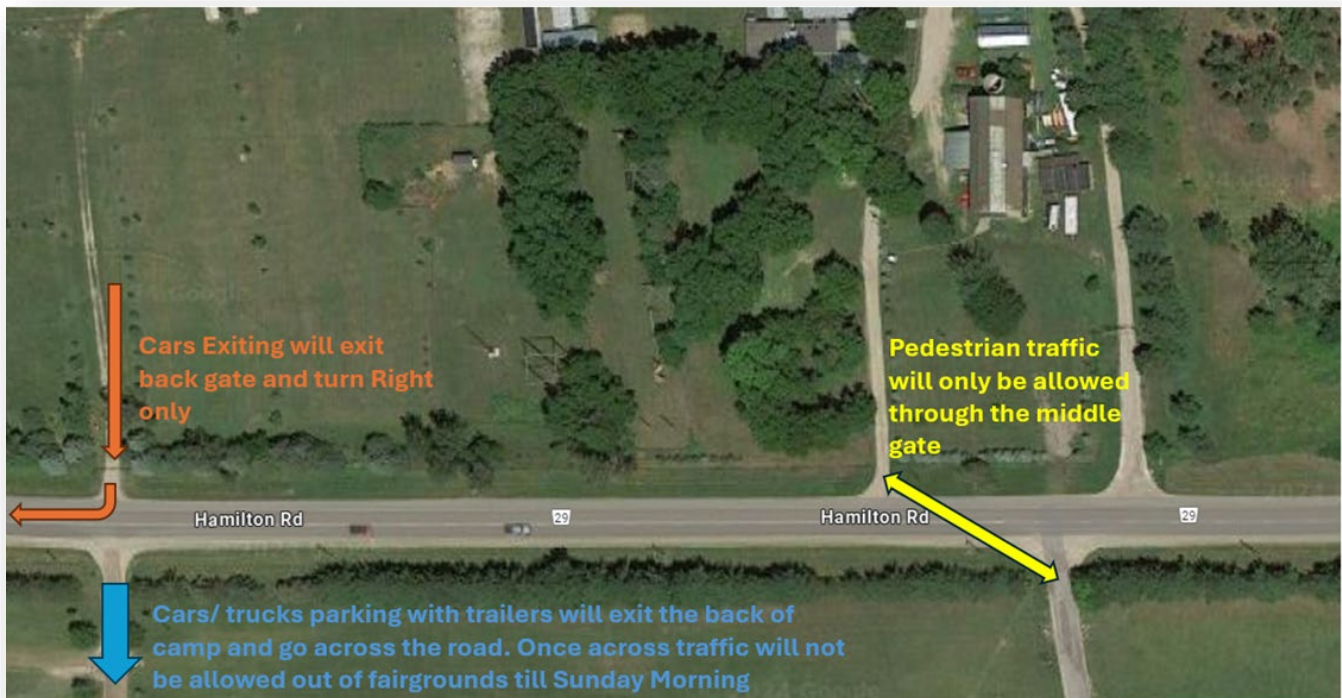 Cars Exiting will exit
back gate and turn Right
only
Pedestrian traffic
will only be allowed
through the middle
gate
Hamilton Rd
29
Hamilton Rd
29
Cars/ trucks parking with trailers will exit the back of
camp and go across the road. Once across traffic will not
be allowed out of fairgrounds till Sunday Morning